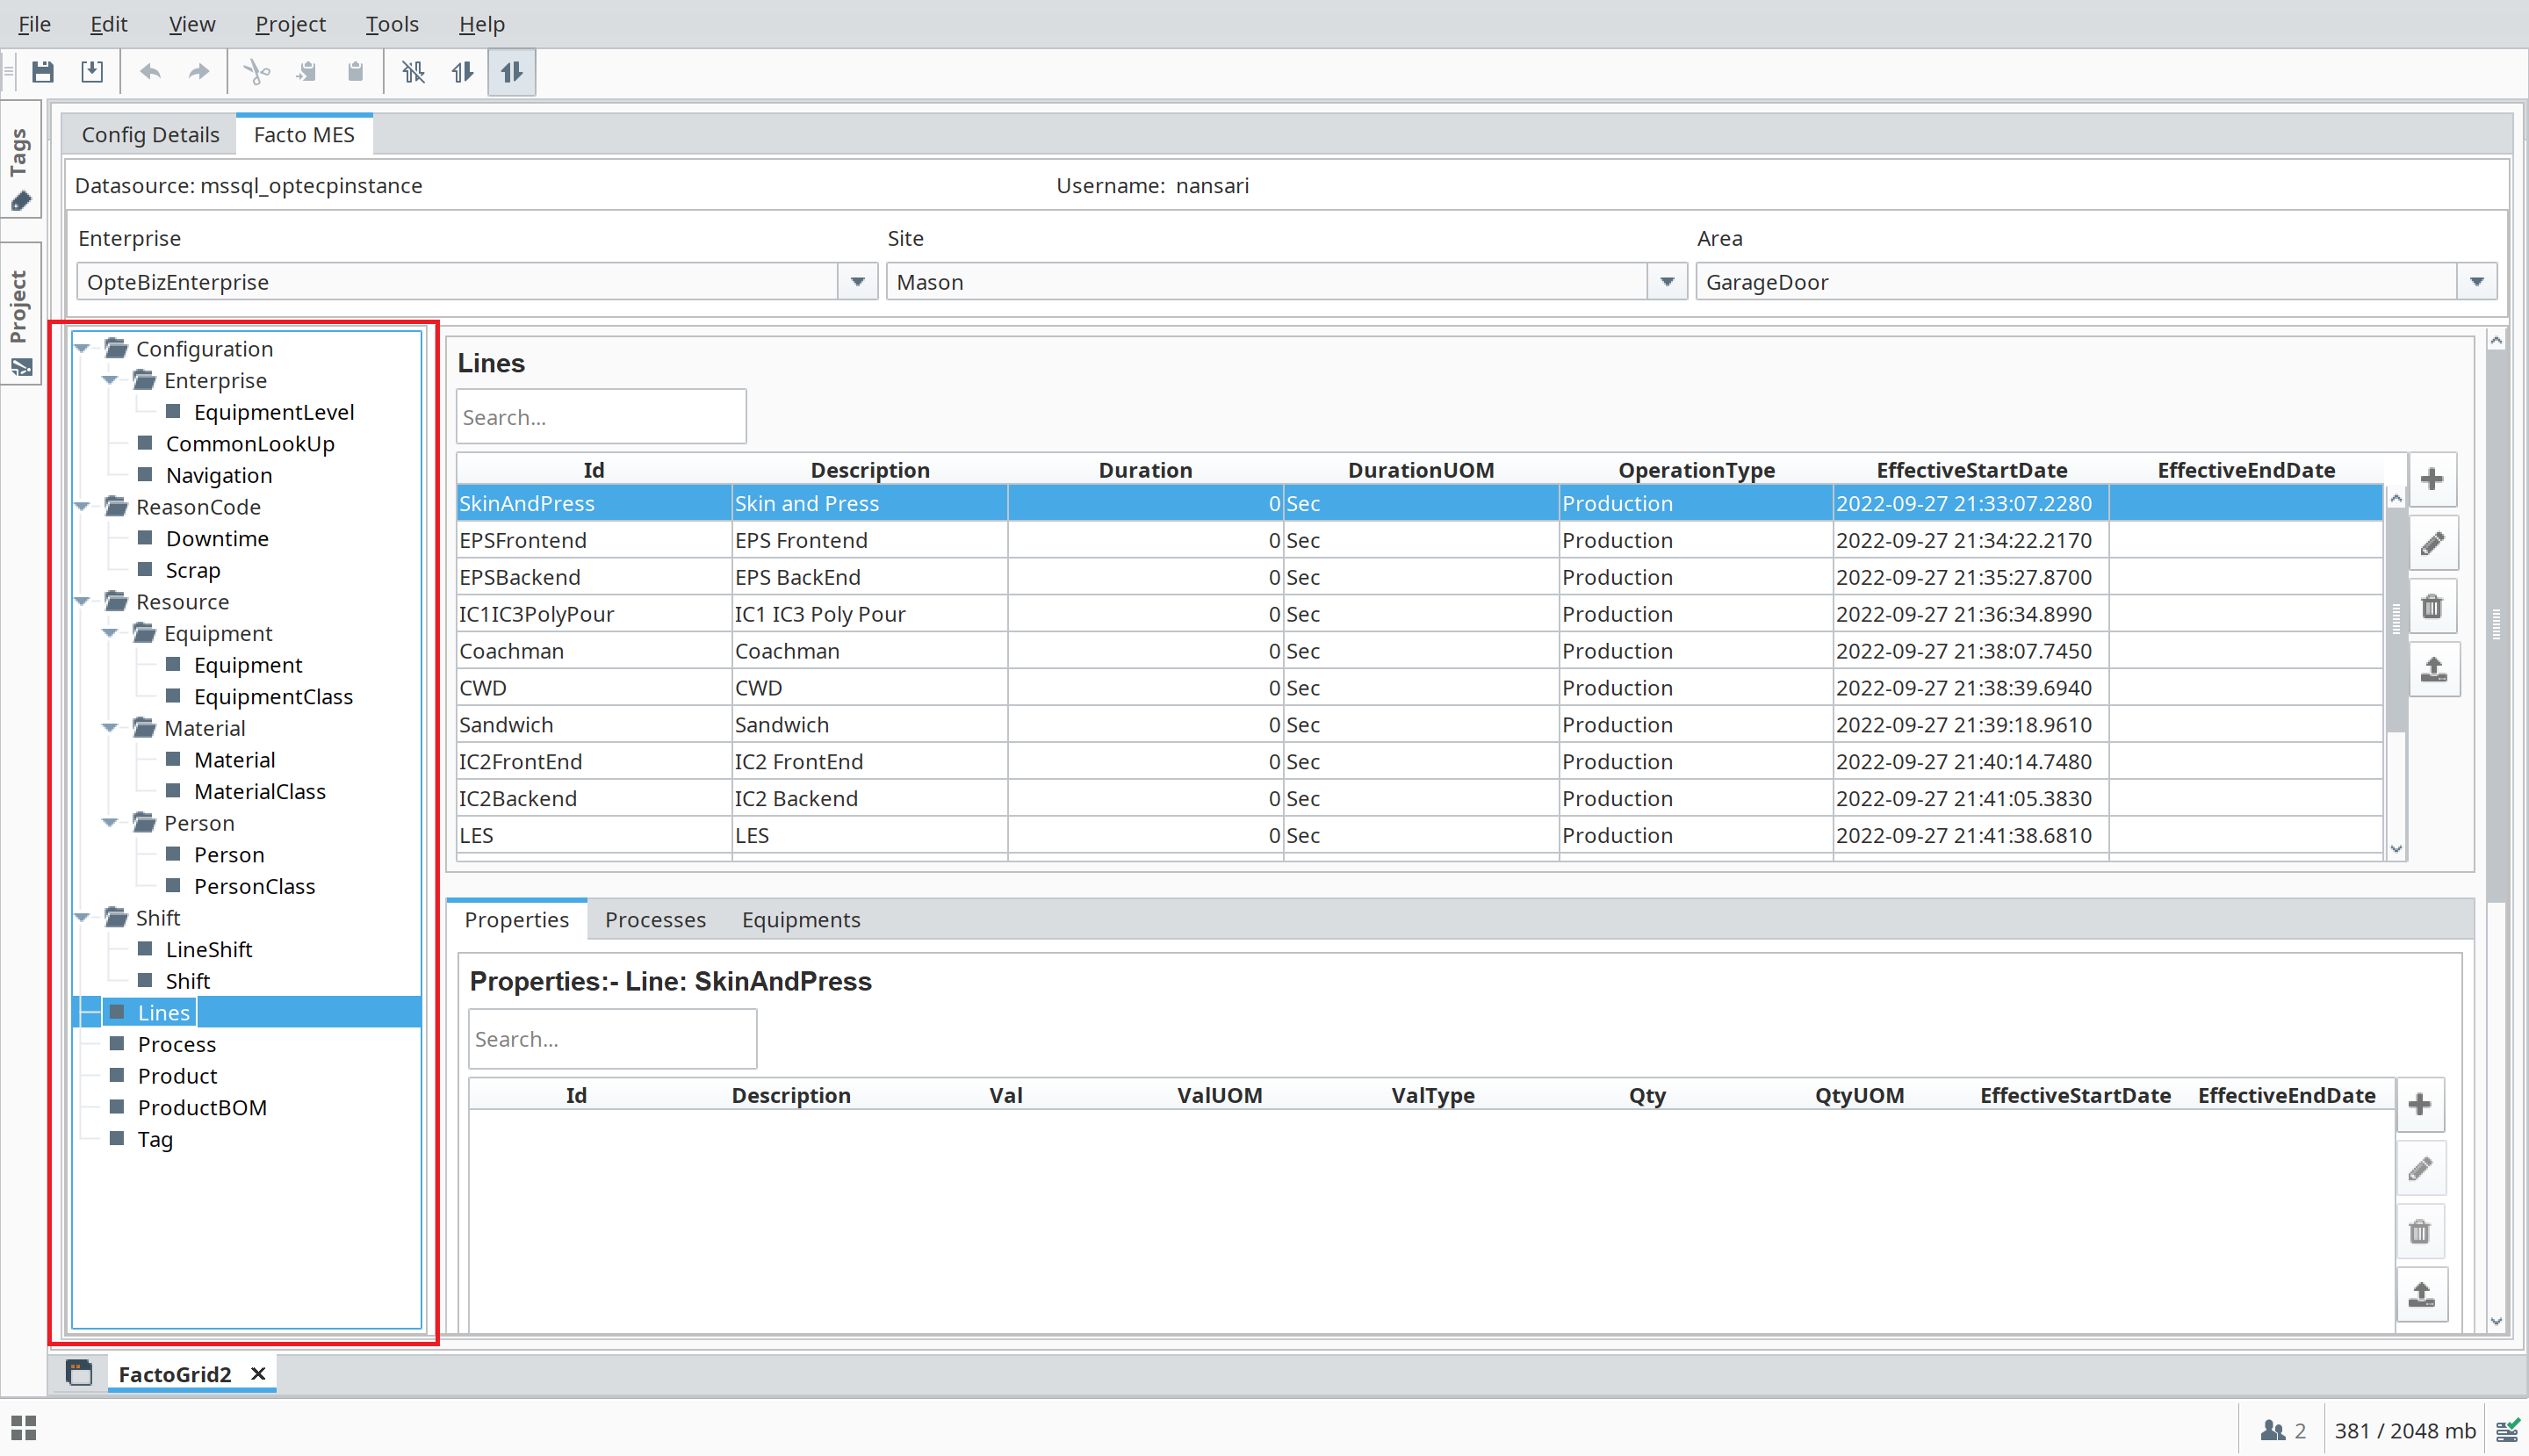 File Edit View Project Tools Help
Tags
Project
Config Details Facto MES
Datasource: mssql_optecpinstance Username: nansari
Enterprise Site Area
OpteBizEnterprise Mason GarageDoor
Configuration
Enterprise
EquipmentLevel
CommonLookUp
Navigation
ReasonCode
Downtime
Scrap
Resource
Equipment
Equipment
EquipmentClass
Material
Material
MaterialClass
Person
Person
PersonClass
Shift
LineShift
Shift
Lines
Process
Product
ProductBOM
Tag
Lines
Search...
Id Description Duration DurationUOM OperationType EffectiveStartDate EffectiveEndDate
SkinAndPress Skin and Press 0 Sec Production 2022-09-27 21:33:07.2280
EPSFrontend EPS Frontend 0 Sec Production 2022-09-27 21:34:22.2170
EPSBackend EPS BackEnd 0 Sec Production 2022-09-27 21:35:27.8700
IC1IC3PolyPour IC1 IC3 Poly Pour 0 Sec Production 2022-09-27 21:36:34.8990
Coachman Coachman 0 Sec Production 2022-09-27 21:38:07.7450
CWD CWD 0 Sec Production 2022-09-27 21:38:39.6940
Sandwich Sandwich 0 Sec Production 2022-09-27 21:39:18.9610
IC2FrontEnd IC2 FrontEnd 0 Sec Production 2022-09-27 21:40:14.7480
IC2Backend IC2 Backend 0 Sec Production 2022-09-27 21:41:05.3830
LES LES 0 Sec Production 2022-09-27 21:41:38.6810
Properties Processes Equipments
Properties:- Line: SkinAndPress
Search...
Id Description Val ValUOM ValType Qty QtyUOM EffectiveStartDate EffectiveEndDate
FactoGrid2
2 381 / 2048 mb